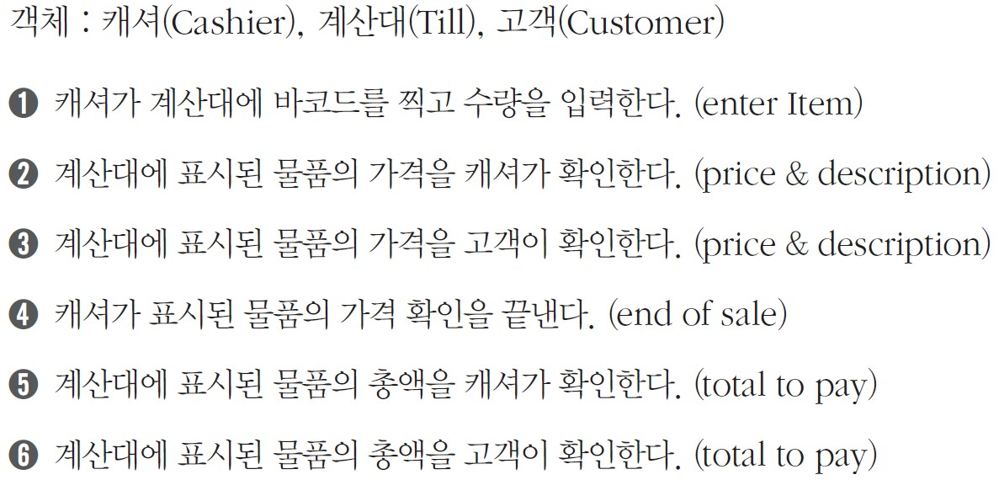 객체 : 캐셔(Cashier), 계산대(Till), 고객(Customer)
❶ 캐셔가 계산대에 바코드를 찍고 수량을 입력한다. (enter Item)
❷ 계산대에 표시된 물품의 가격을 캐셔가 확인한다. (price & description)
❸ 계산대에 표시된 물품의 가격을 고객이 확인한다. (price & description)
❹ 캐셔가 표시된 물품의 가격 확인을 끝낸다. (end of sale)
❺ 계산대에 표시된 물품의 총액을 캐셔가 확인한다. (total to pay)
❻ 계산대에 표시된 물품의 총액을 고객이 확인한다. (total to pay)